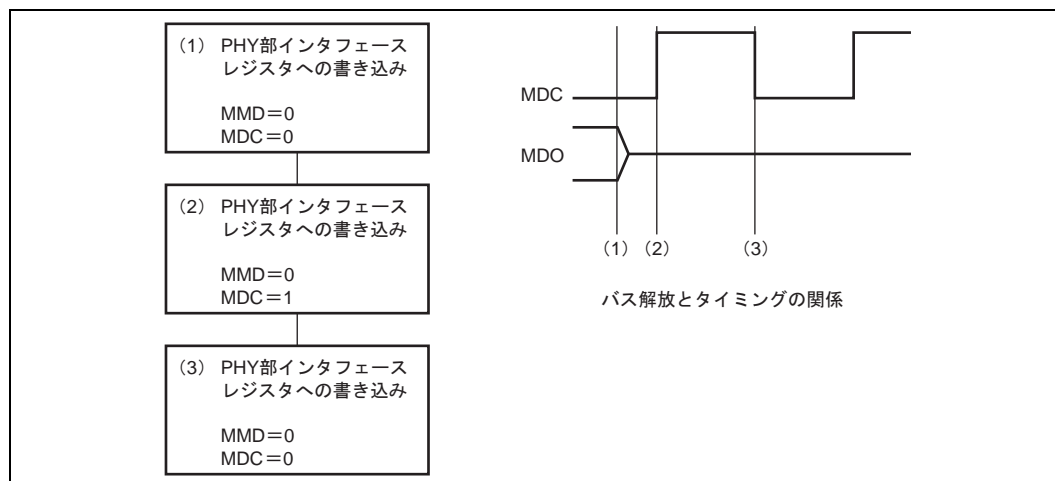 （1） PHY部インタフェース
レジスタへの書き込み
MMD＝0
MDC＝0
（2） PHY部インタフェース
レジスタへの書き込み
MMD＝0
MDC＝1
（3） PHY部インタフェース
レジスタへの書き込み
MMD＝0
MDC＝0
MDC
MDO
（1）（2） （3）
バス解放とタイミングの関係